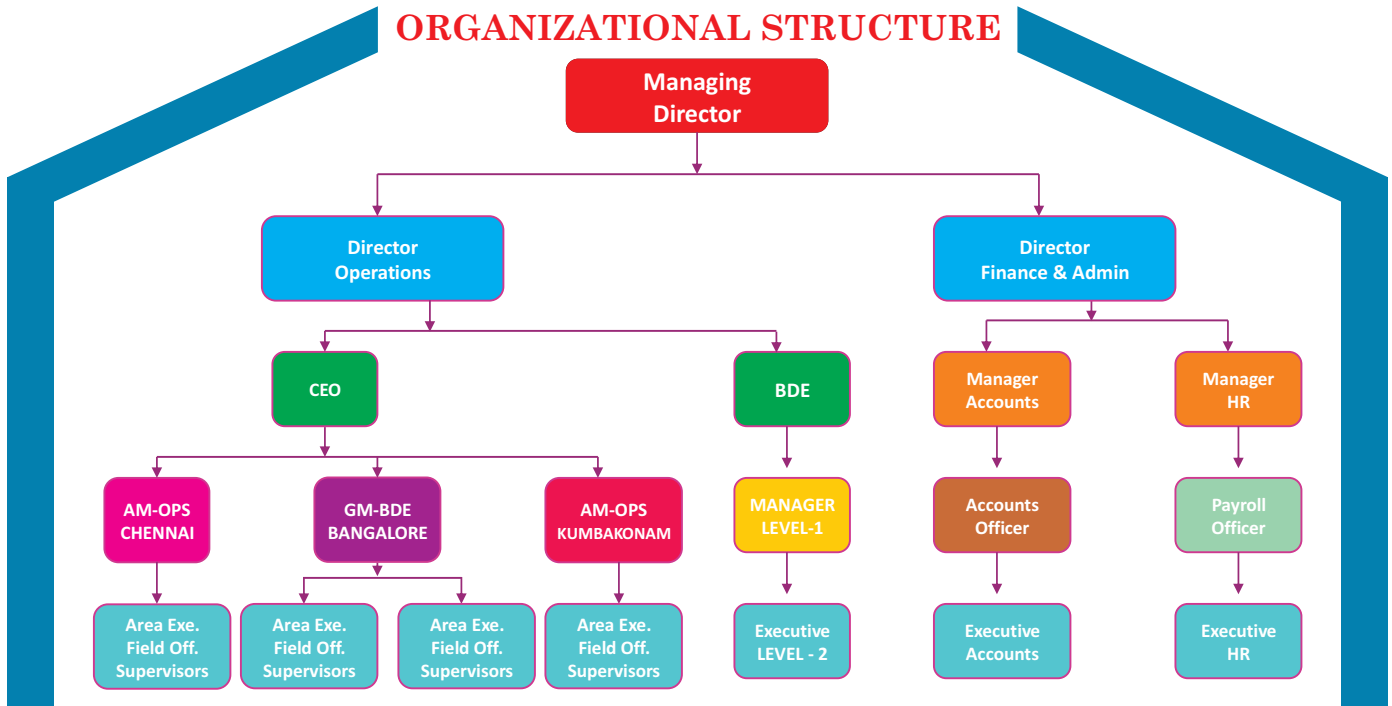 ORGANIZATIONAL STRUCTURE
Managing
Director
Director
Operations
Director
Finance & Admin
CEO
BDE
Manager
Accounts
Manager
HR
AM-OPS
CHENNAI
GM-BDE
BANGALORE
AM-OPS
KUMBAKONAM
MANAGER
LEVEL-1
Accounts
Officer
Payroll
Officer
Area Exe.
Field Off.
Supervisors
Area Exe.
Field Off.
Supervisors
Area Exe.
Field Off.
Supervisors
Area Exe.
Field Off.
Supervisors
Executive
LEVEL - 2
Executive
Accounts
Executive
HR